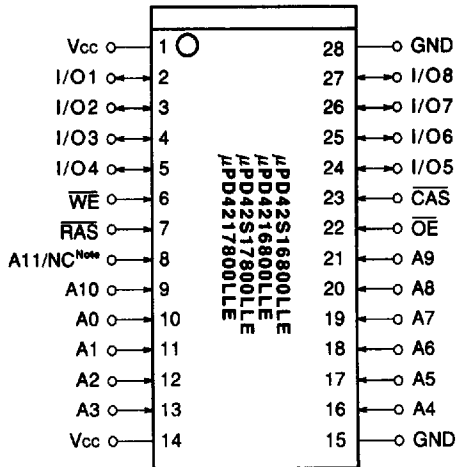 Vcc 1 28 GND
I/O1 2 27 I/O8
I/O2 3 26 I/O7
I/O3 4 25 I/O6
I/O4 5 24 I/O5
WE 6 23 CAS
RAS 7 22 OE
A11/NC Note 8 21 A9
A10 9 20 A8
A0 10 19 A7
A1 11 18 A6
A2 12 17 A5
A3 13 16 A4
Vcc 14 15 GND
μPD42S16800LLE
μPD4216800LLE
μPD42S17800LLE
μPD4217800LLE